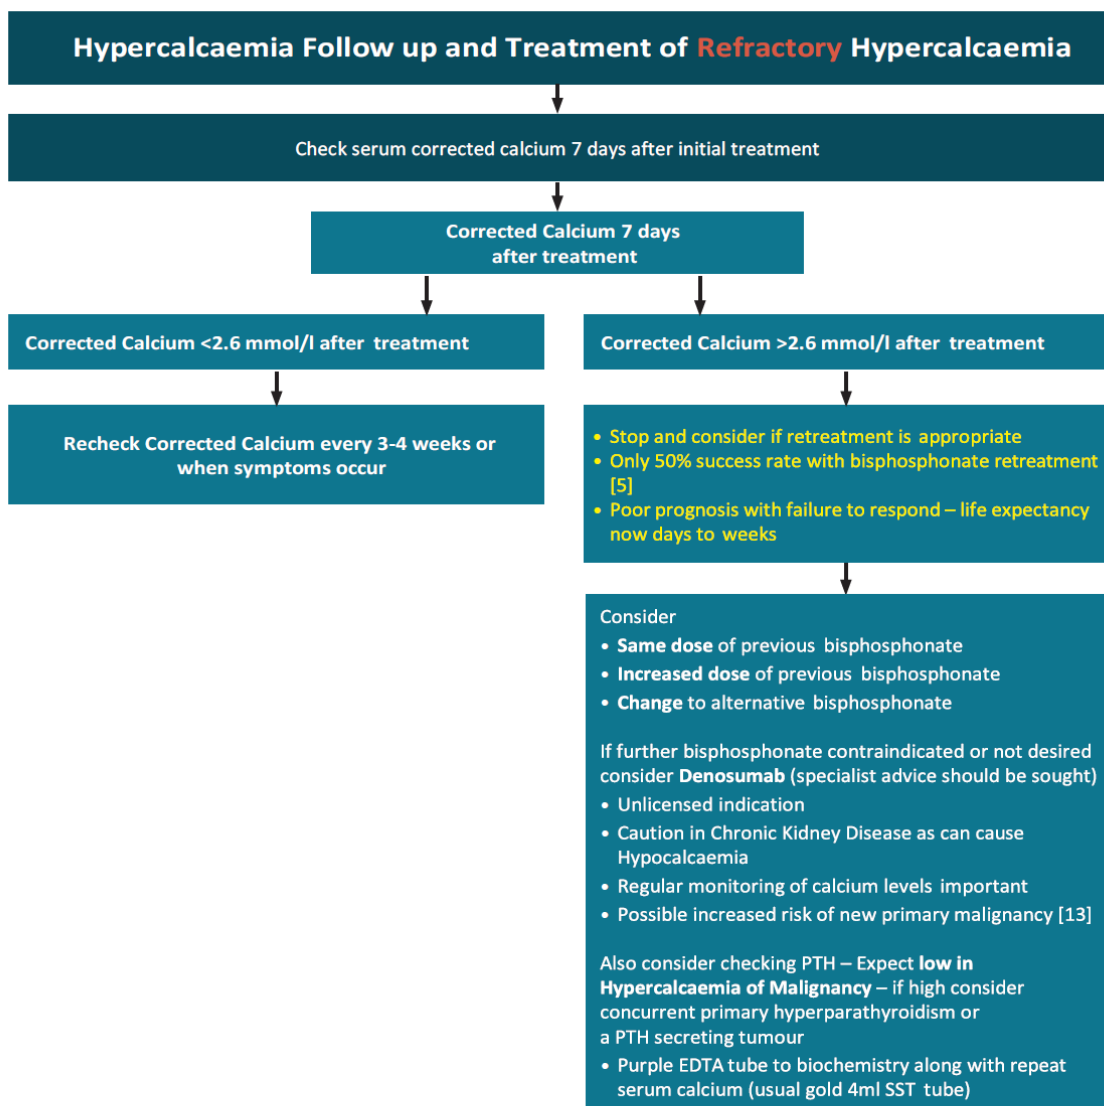 Hypercalcaemia Follow up and Treatment of Refractory Hypercalcaemia
Check serum corrected calcium 7 days after initial treatment
Corrected Calcium 7 days
after treatment
Corrected Calcium <2.6 mmol/l after treatment
Recheck Corrected Calcium every 3-4 weeks or
when symptoms occur
Corrected Calcium >2.6 mmol/l after treatment
• Stop and consider if retreatment is appropriate
• Only 50% success rate with bisphosphonate retreatment
[5]
• Poor prognosis with failure to respond – life expectancy
now days to weeks
Consider
• Same dose of previous bisphosphonate
• Increased dose of previous bisphosphonate
• Change to alternative bisphosphonate
If further bisphosphonate contraindicated or not desired
consider Denosumab (specialist advice should be sought)
• Unlicensed indication
• Caution in Chronic Kidney Disease as can cause
Hypocalcaemia
• Regular monitoring of calcium levels important
• Possible increased risk of new primary malignancy [13]
Also consider checking PTH – Expect low in
Hypercalcaemia of Malignancy – if high consider
concurrent primary hyperparathyroidism or
a PTH secreting tumour
• Purple EDTA tube to biochemistry along with repeat
serum calcium (usual gold 4ml SST tube)